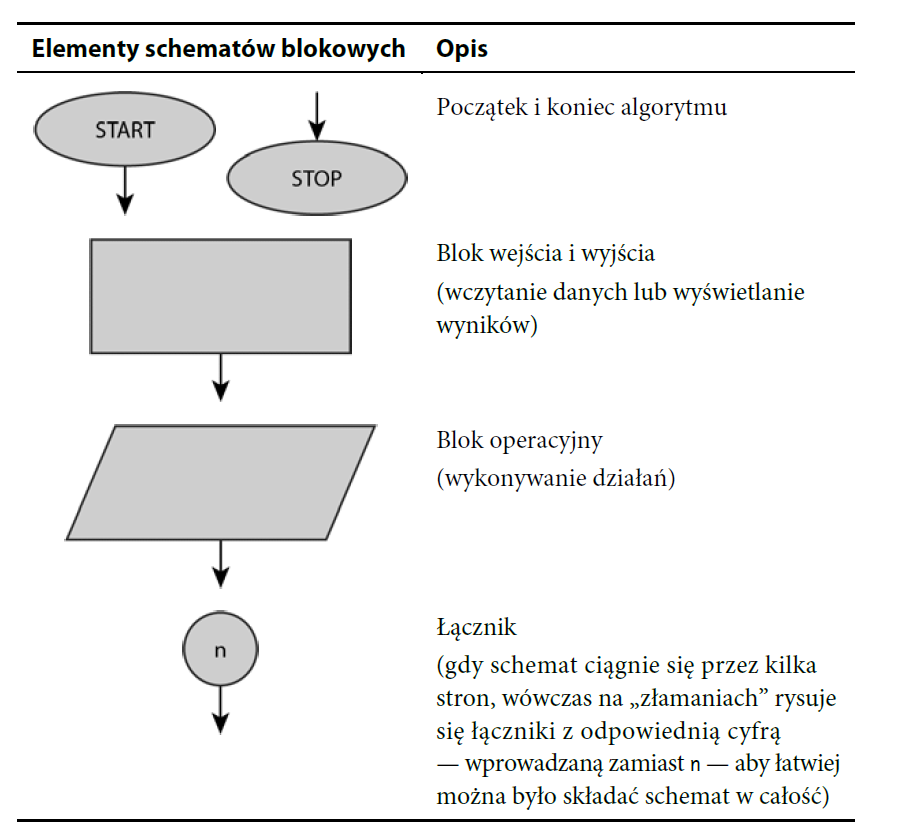 Elementy schematów blokowych Opis
START
STOP
Początek i koniec algorytmu
Blok wejścia i wyjścia
(wczytanie danych lub wyświetlanie
wyników)
Blok operacyjny
(wykonywanie działań)
n
Łącznik
(gdy schemat ciągnie się przez kilka
stron, wówczas na „złamaniach” rysuje
się łączniki z odpowiednią cyfrą
— wprowadzaną zamiast n — aby łatwiej
można było składać schemat w całość)